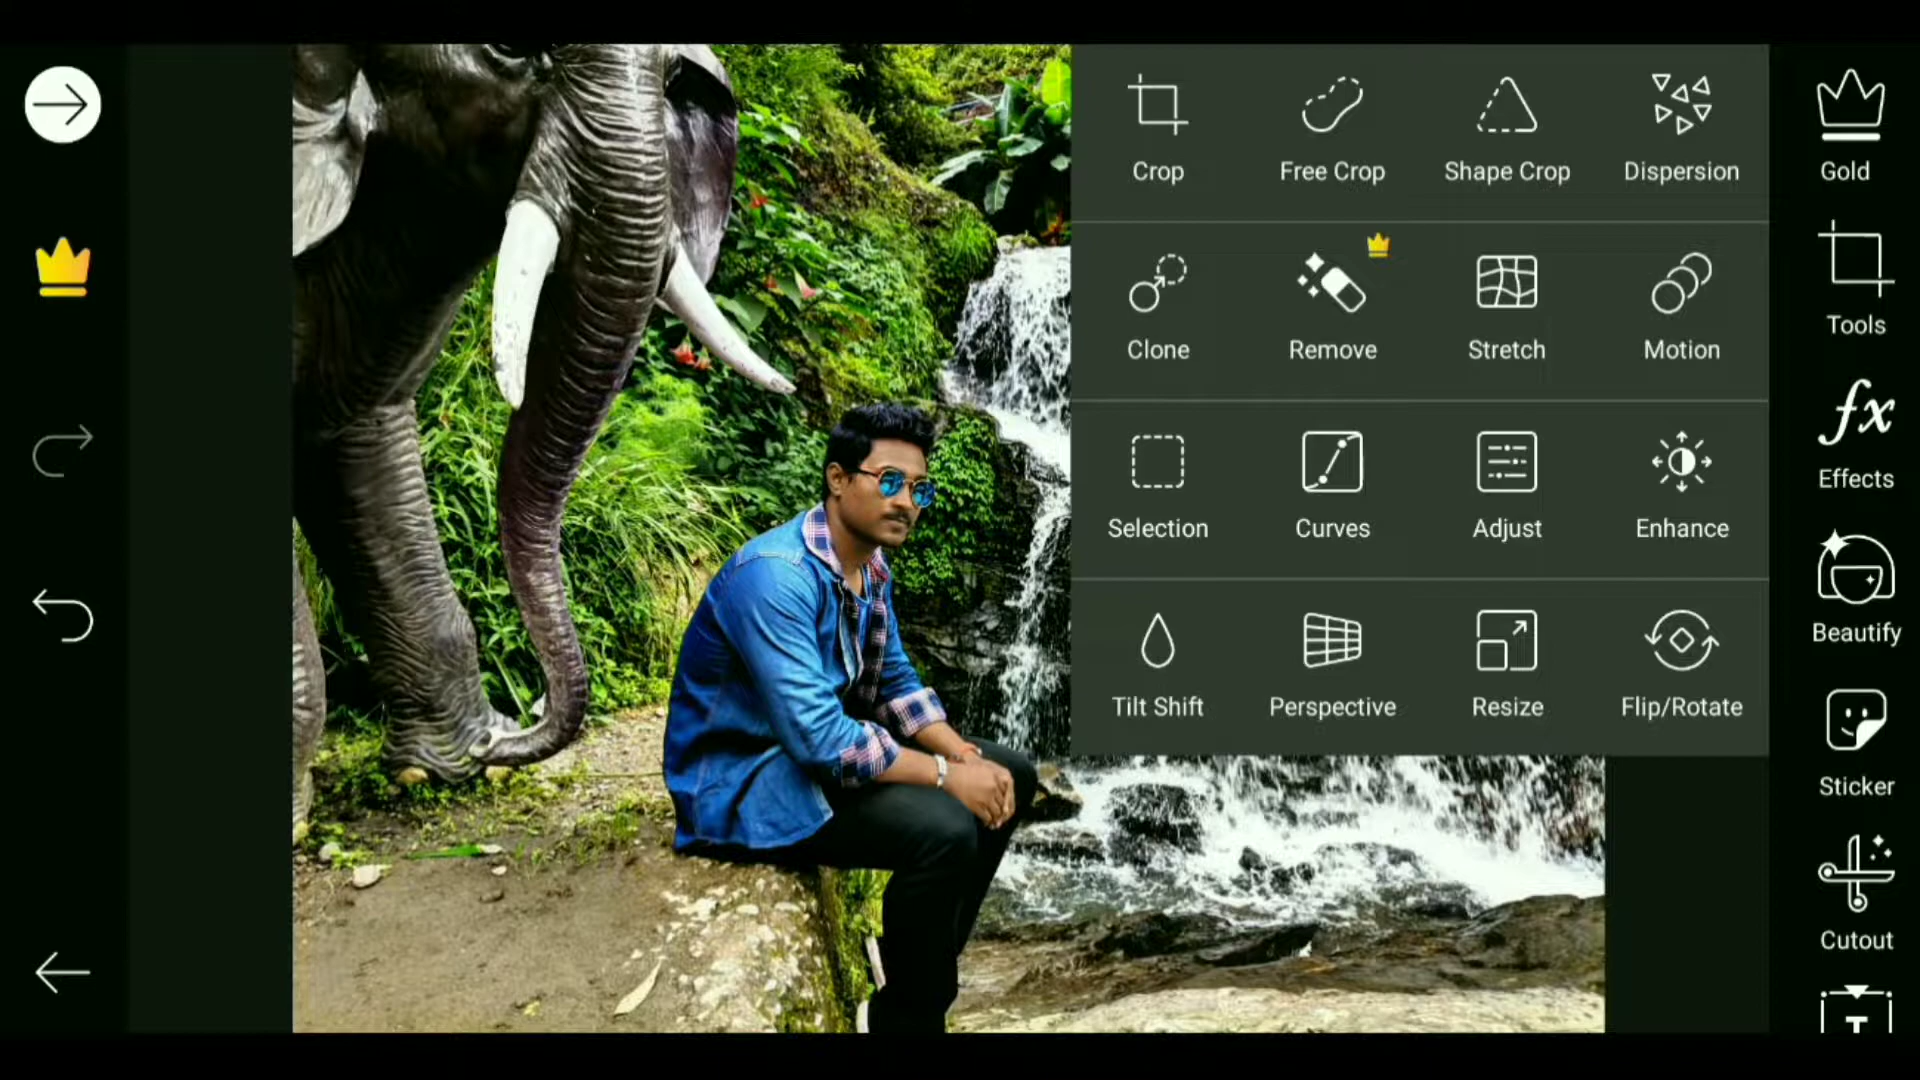 Crop Free Crop Shape Crop Dispersion
Clone Remove Stretch Motion
Selection Curves Adjust Enhance
Tilt Shift Perspective Resize Flip/Rotate
Gold
Tools
fx
Effects
Beautify
Sticker
Cutout
T